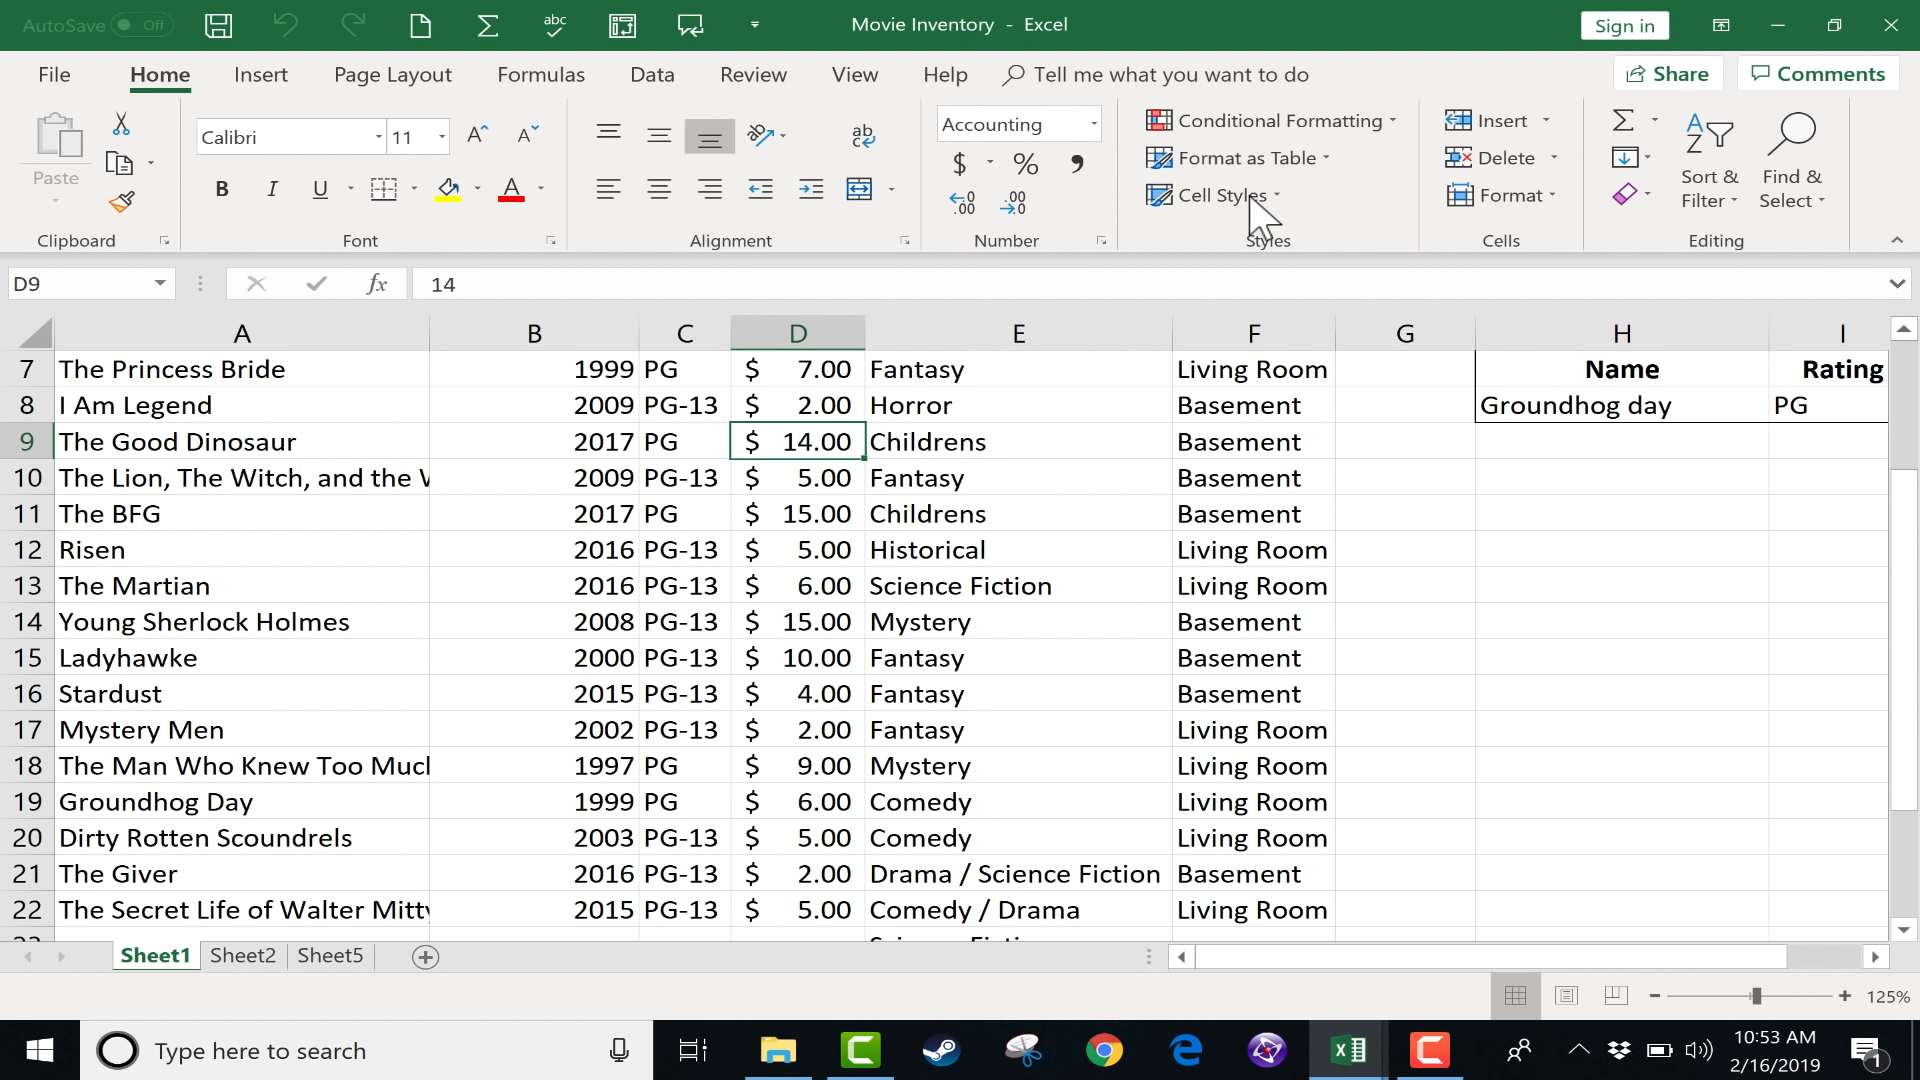 AutoSave Off abc Movie Inventory - Excel Sign in
File Home Insert Page Layout Formulas Data Review View Help Tell me what you want to do Share Comments
Paste Calibri 11 A A ab Accounting Conditional Formatting Insert Σ Sort & Filter Find & Select
B I U A $ % , Format as Table Delete
.00 .00 Cell Styles Format
Clipboard Font Alignment Number Styles Cells Editing
D9 fx 14
A B C D E F G H I
7 The Princess Bride 1999 PG $ 7.00 Fantasy Living Room Name Rating
8 I Am Legend 2009 PG-13 $ 2.00 Horror Basement Groundhog day PG
9 The Good Dinosaur 2017 PG $ 14.00 Childrens Basement
10 The Lion, The Witch, and the 2009 PG-13 $ 5.00 Fantasy Basement
11 The BFG 2017 PG $ 15.00 Childrens Basement
12 Risen 2016 PG-13 $ 5.00 Historical Living Room
13 The Martian 2016 PG-13 $ 6.00 Science Fiction Living Room
14 Young Sherlock Holmes 2008 PG-13 $ 15.00 Mystery Basement
15 Ladyhawke 2000 PG-13 $ 10.00 Fantasy Basement
16 Stardust 2015 PG-13 $ 4.00 Fantasy Basement
17 Mystery Men 2002 PG-13 $ 2.00 Fantasy Living Room
18 The Man Who Knew Too Much 1997 PG $ 9.00 Mystery Living Room
19 Groundhog Day 1999 PG $ 6.00 Comedy Living Room
20 Dirty Rotten Scoundrels 2003 PG-13 $ 5.00 Comedy Living Room
21 The Giver 2016 PG-13 $ 2.00 Drama / Science Fiction Basement
22 The Secret Life of Walter Mitty 2015 PG-13 $ 5.00 Comedy / Drama Living Room
Sheet1 Sheet2 Sheet5
125%
Type here to search 10:53 AM
2/16/2019 1